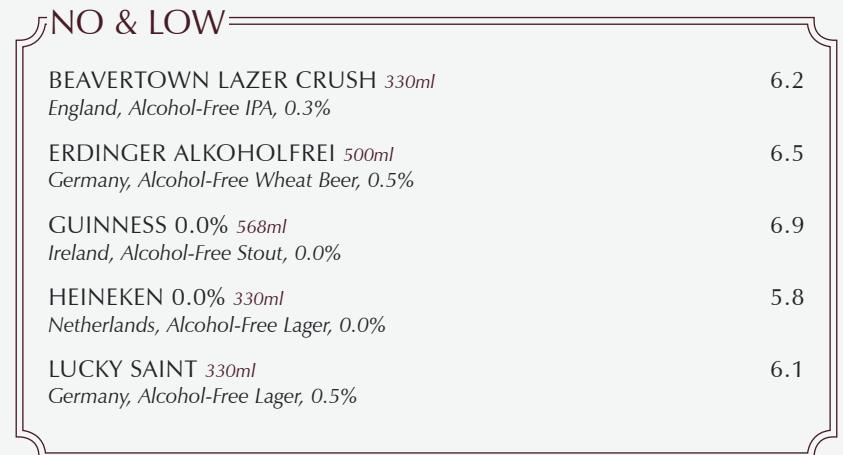 NO & LOW
BEAVERTOWN LAZER CRUSH 330ml 6.2
England, Alcohol-Free IPA, 0.3%
ERDINGER ALKOHOLFREI 500ml 6.5
Germany, Alcohol-Free Wheat Beer, 0.5%
GUINNESS 0.0% 568ml 6.9
Ireland, Alcohol-Free Stout, 0.0%
HEINEKEN 0.0% 330ml 5.8
Netherlands, Alcohol-Free Lager, 0.0%
LUCKY SAINT 330ml 6.1
Germany, Alcohol-Free Lager, 0.5%